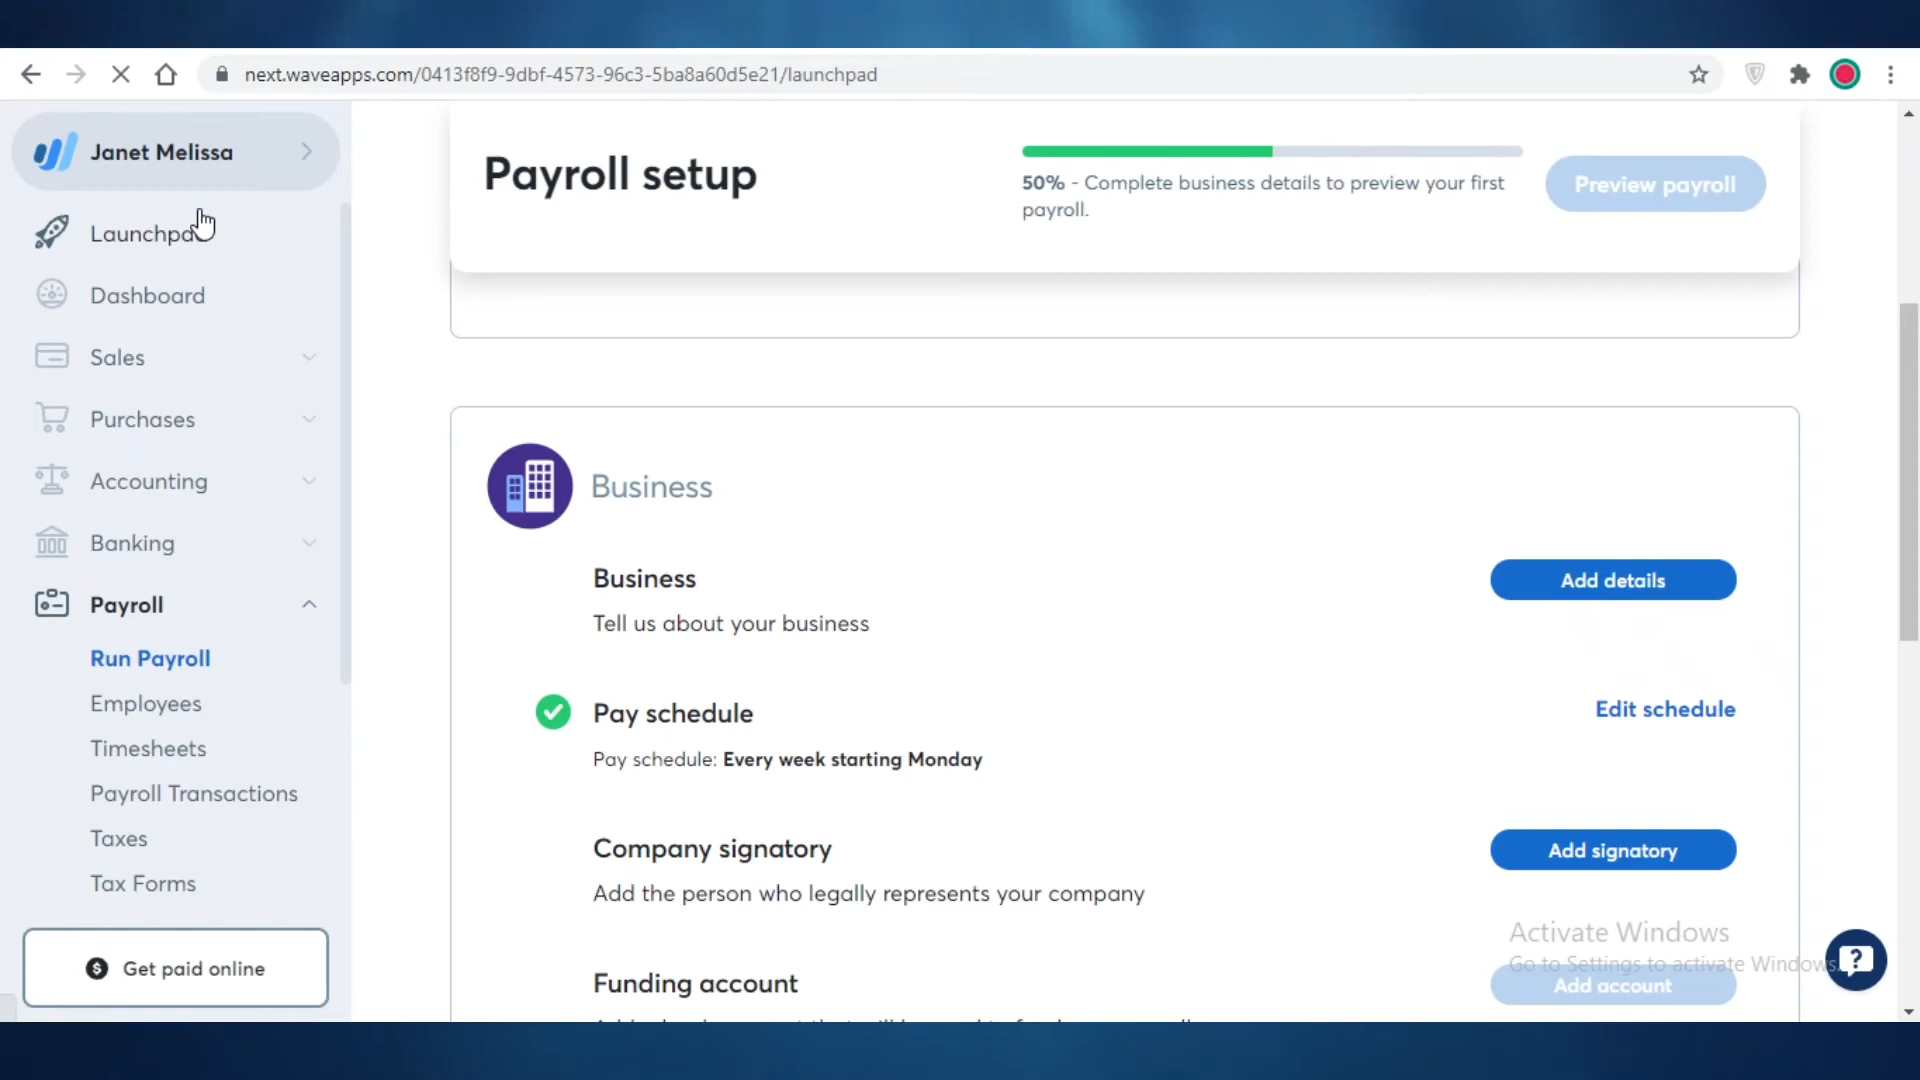 next.waveapps.com/0413f8f9-9dbf-4573-96c3-5ba8a60d5e21/launchpad
Janet Melissa
Launchpad
Dashboard
Sales
Purchases
Accounting
Banking
Payroll
Run Payroll
Employees
Timesheets
Payroll Transactions
Taxes
Tax Forms
$ Get paid online
Payroll setup
50% - Complete business details to preview your first
payroll.
Preview payroll
Business
Business
Add details
Tell us about your business
Pay schedule
Edit schedule
Pay schedule: Every week starting Monday
Company signatory
Add signatory
Add the person who legally represents your company
Funding account
Add account
Activate Windows
Go to Settings to activate Windows.
?